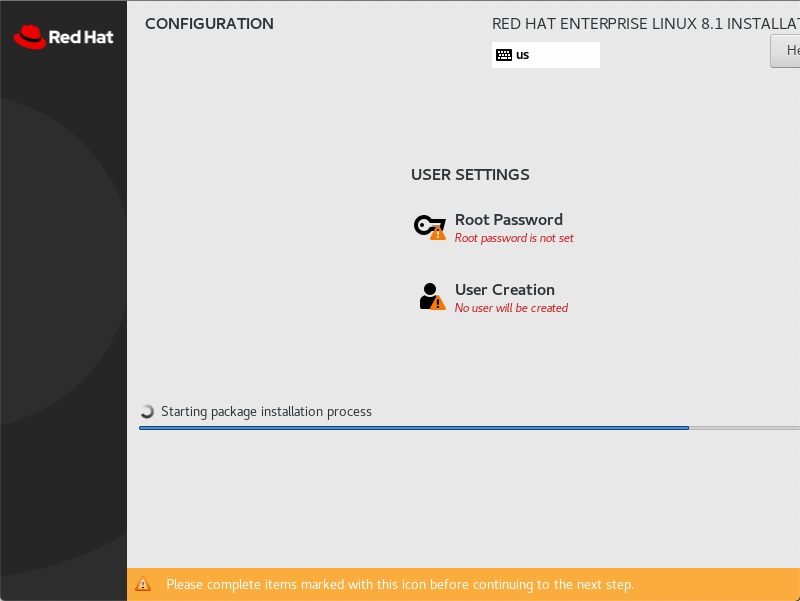 Red Hat
CONFIGURATION
RED HAT ENTERPRISE LINUX 8.1 INSTALLAT
us
He
USER SETTINGS
Root Password
Root password is not set
User Creation
No user will be created
Starting package installation process
Please complete items marked with this icon before continuing to the next step.